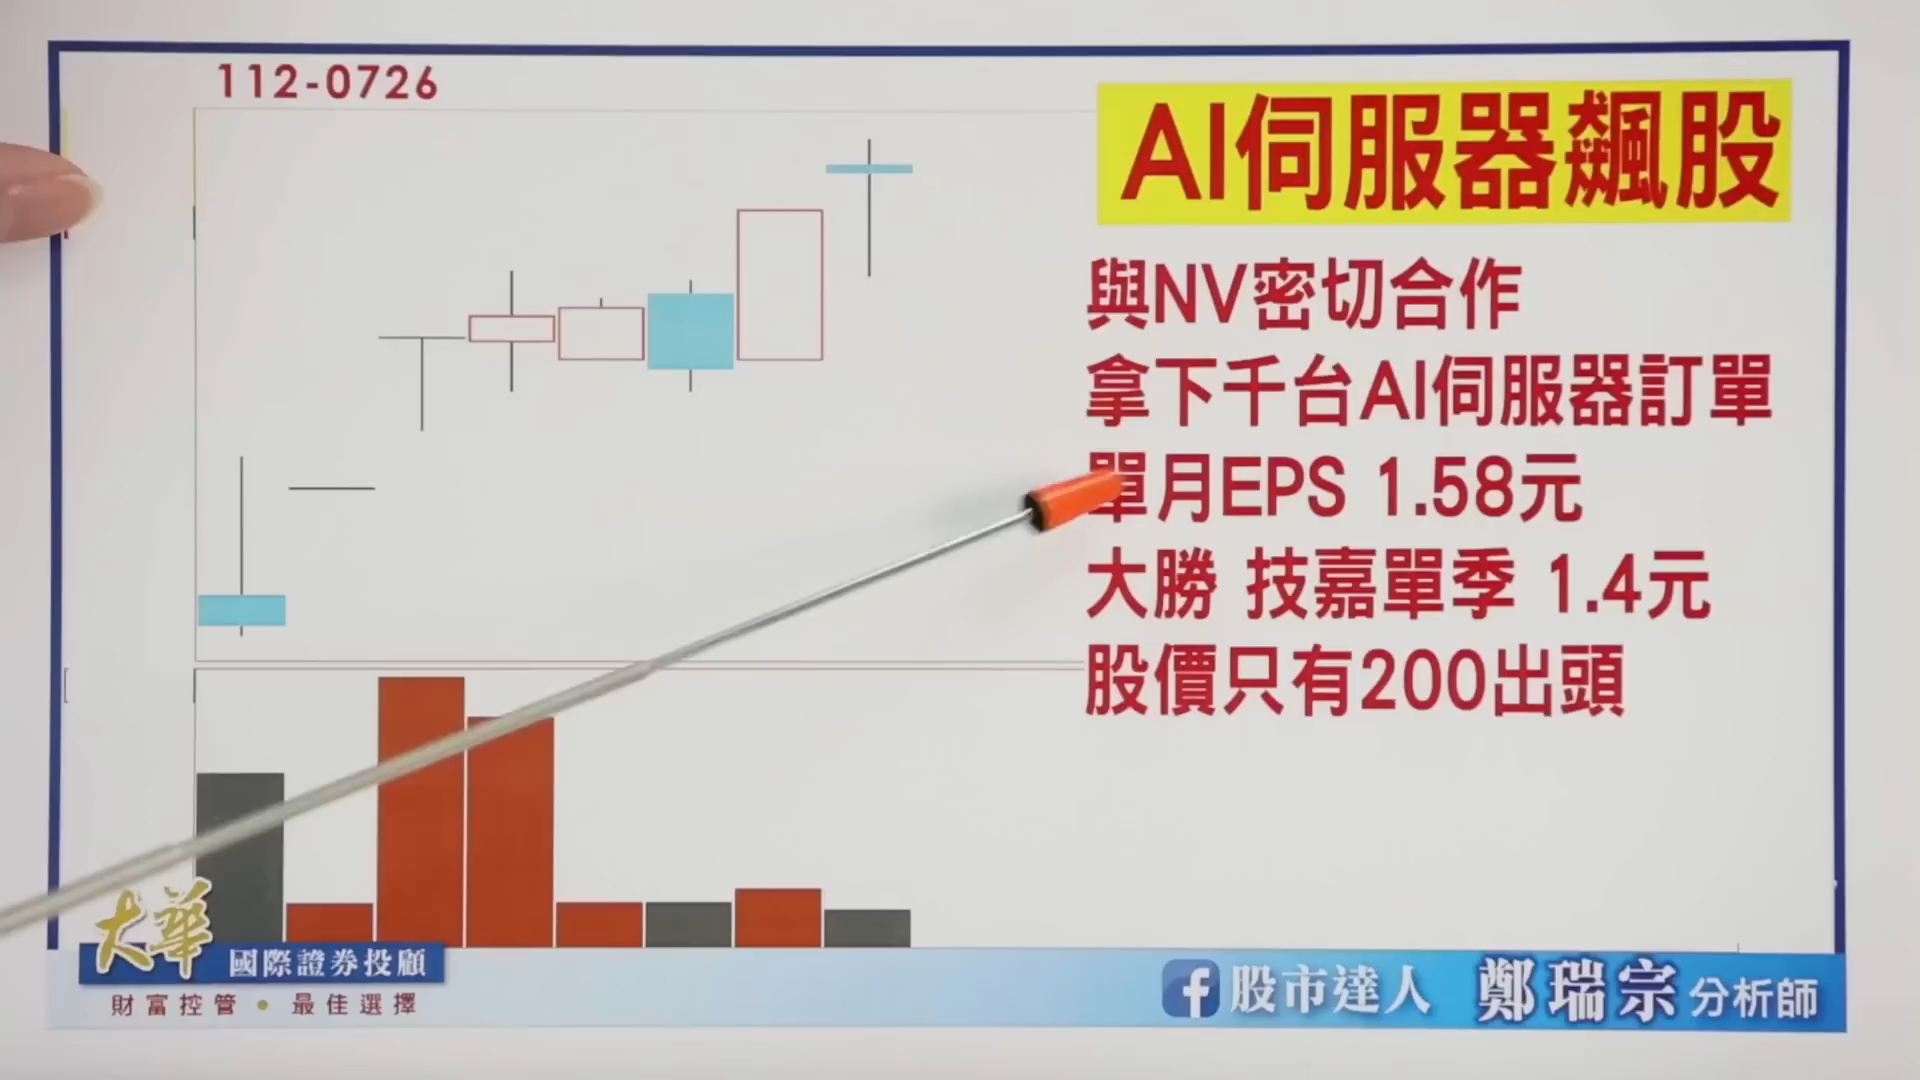 112-0726
AI伺服器飆股
與NV密切合作
拿下千台AI伺服器訂單
單月EPS 1.58元
大勝 技嘉單季 1.4元
股價只有200出頭
大華
國際證券投顧
財富控管 • 最佳選擇
股市達人 鄭瑞宗 分析師